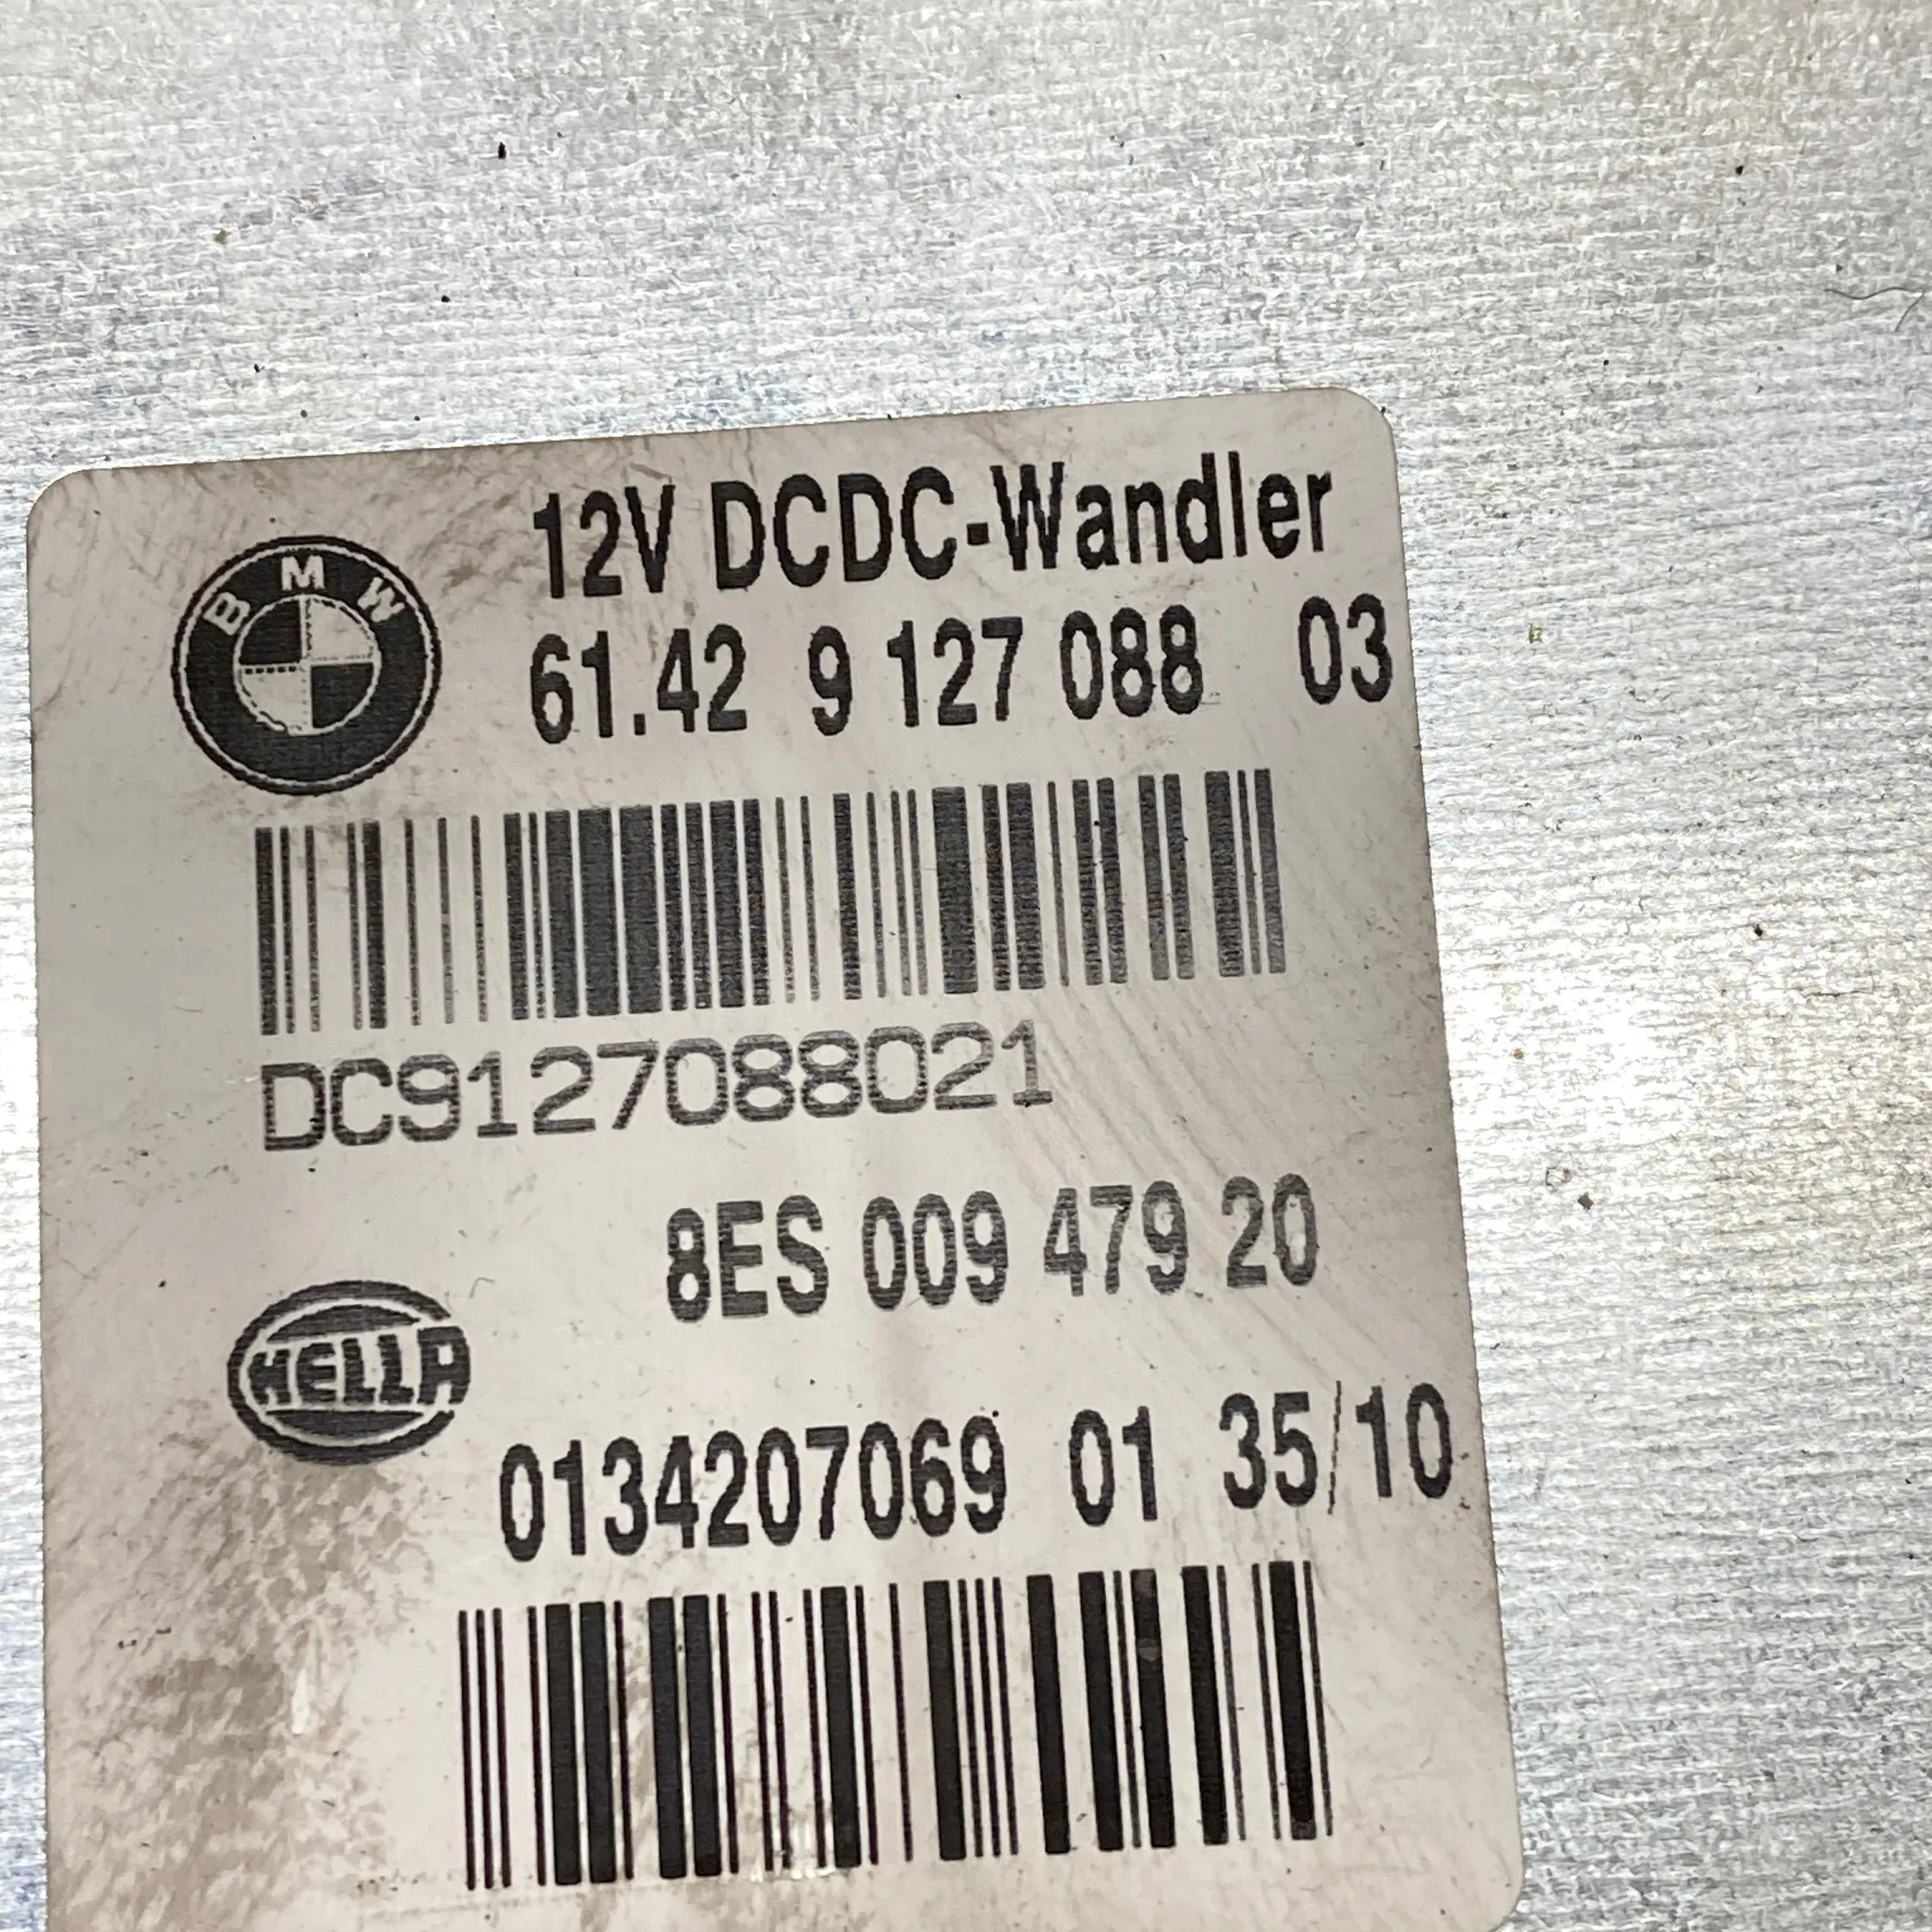 12V DCDC-Wandler
BMW
61.42 9 127 088 03
DC9127088021
8ES 009 479 20
HELLA
0134207069 01 35/10